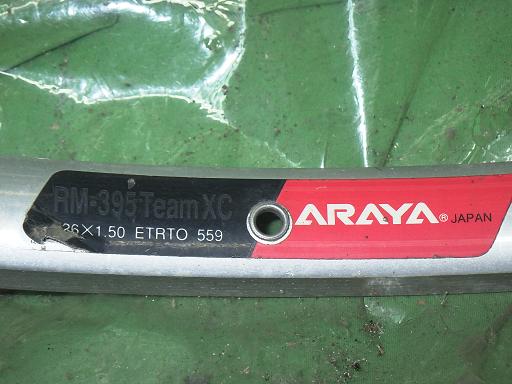 RM-395 Team XC
26×1.50 ETRTO 559
ARAYA® JAPAN